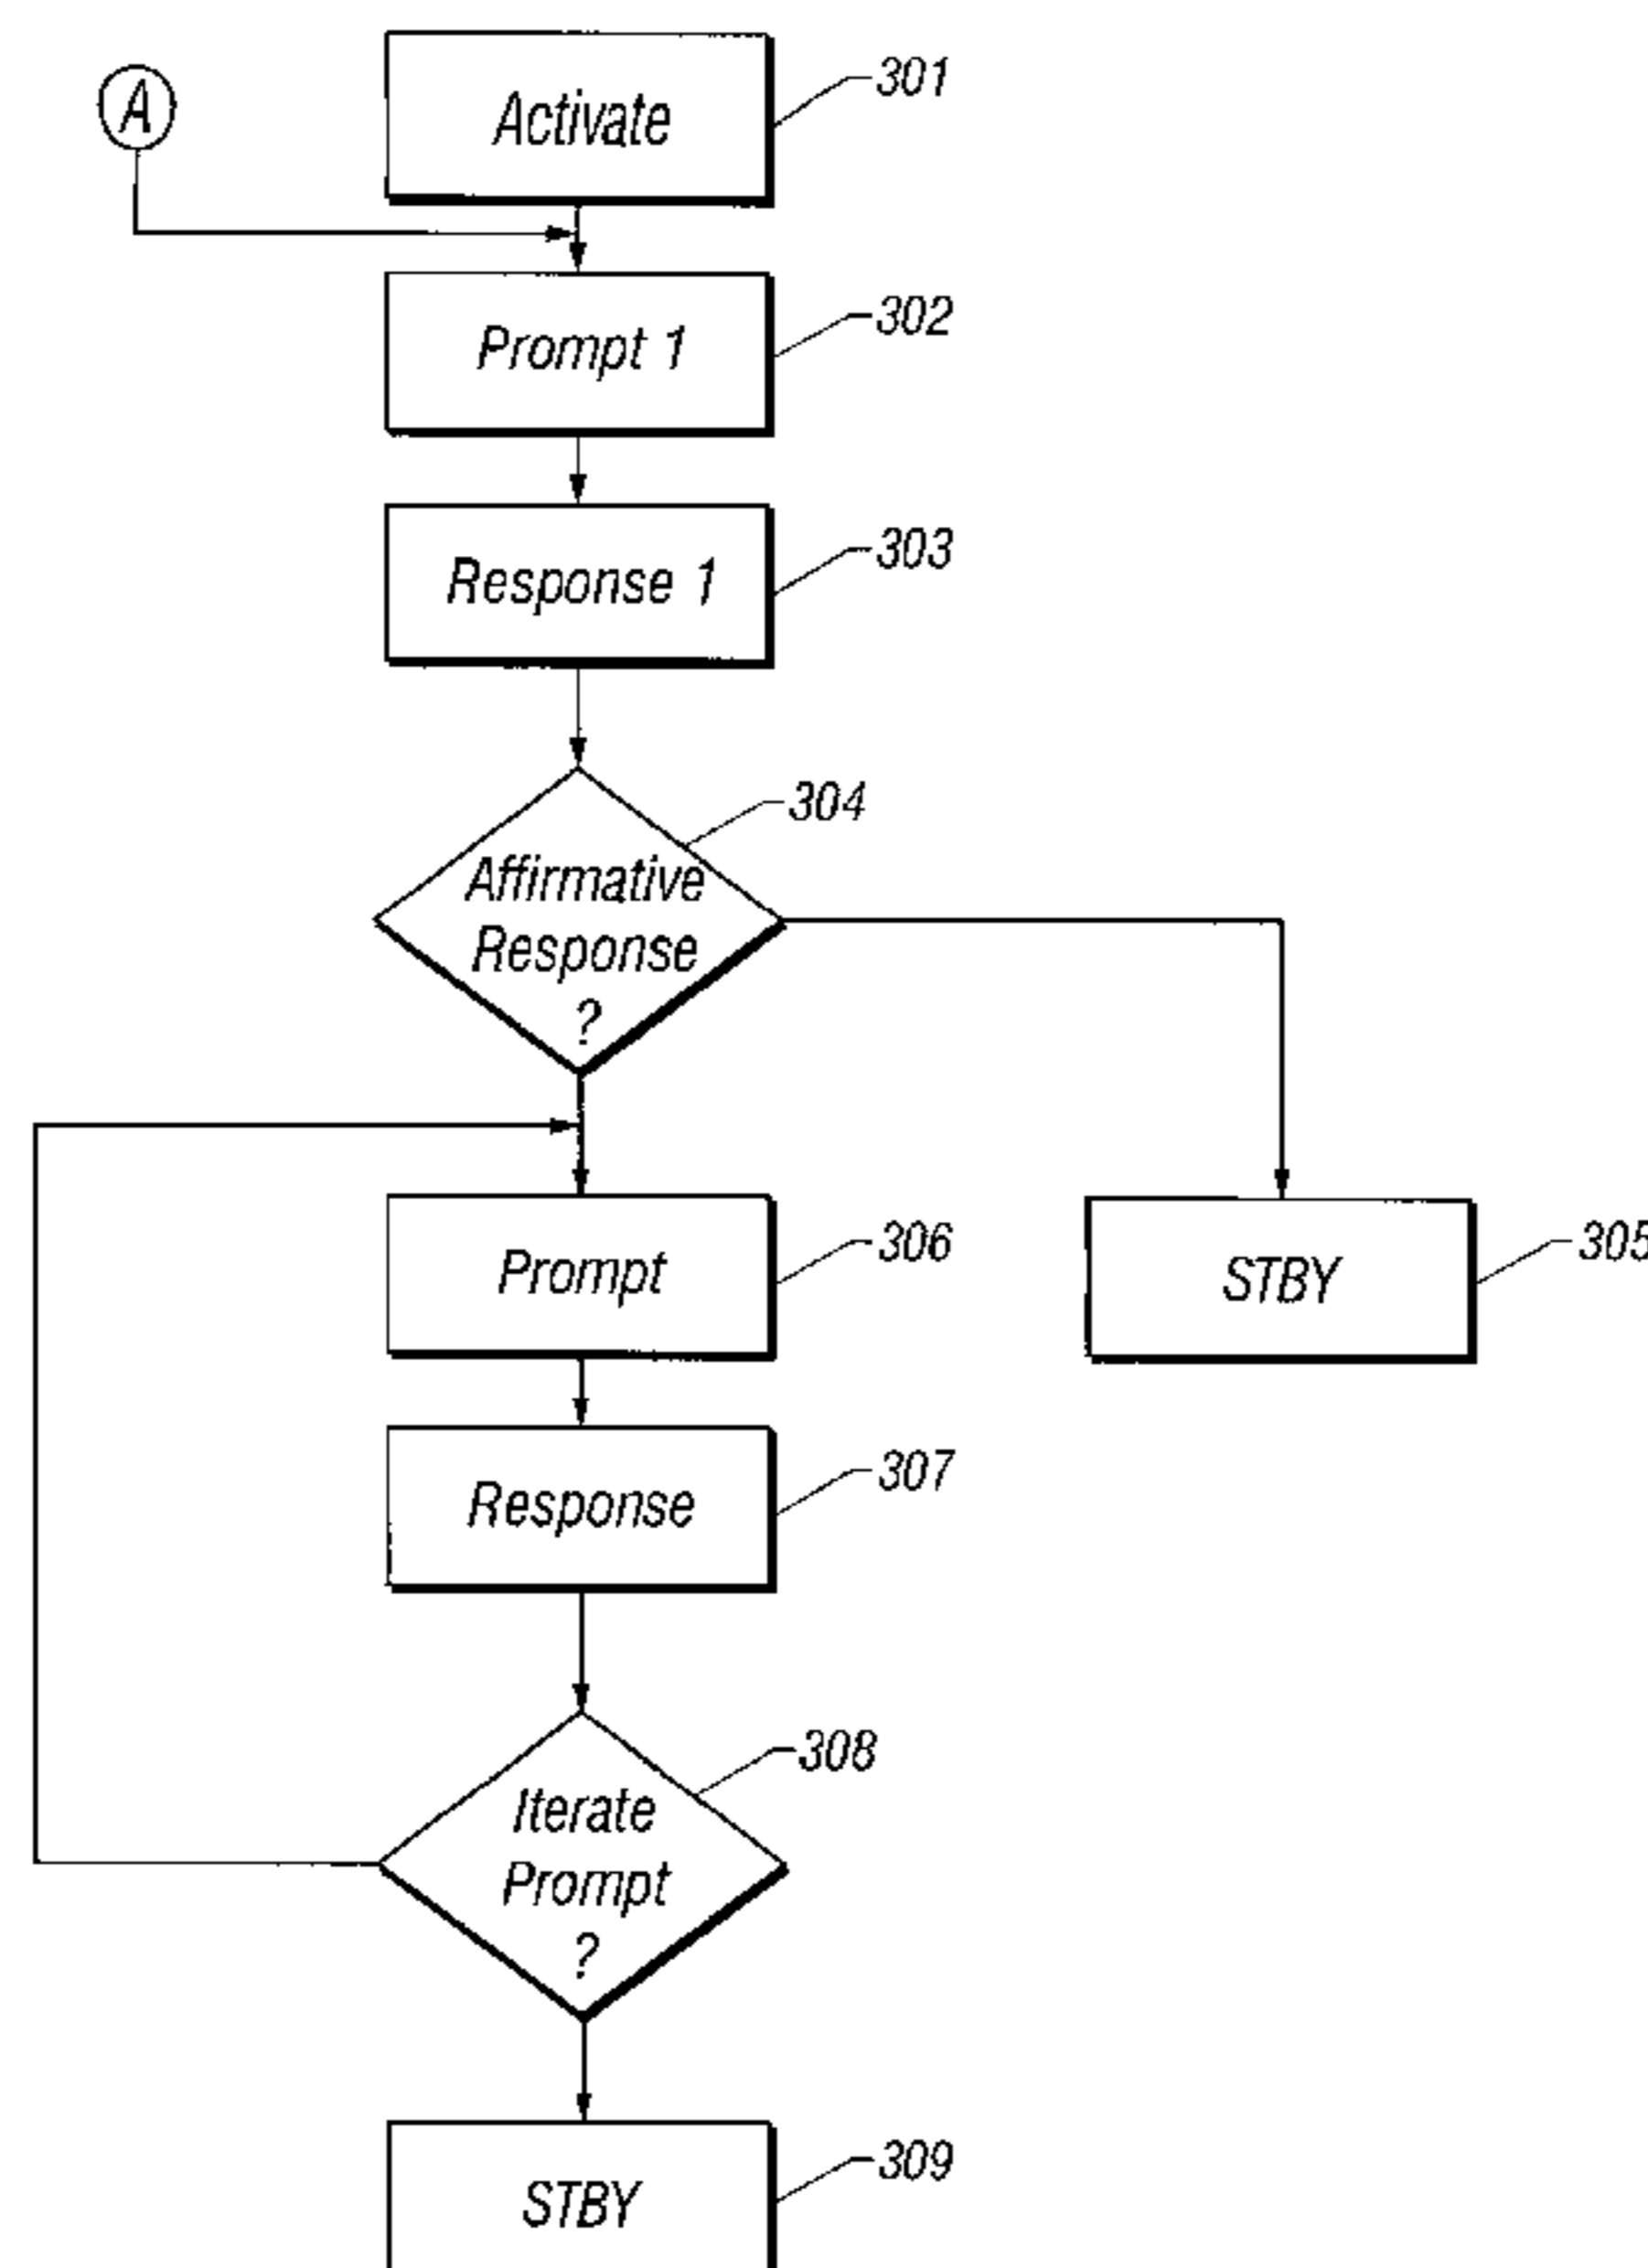 A
Activate
301
Prompt 1
302
Response 1
303
Affirmative
Response
?
304
Prompt
306
STBY
305
Response
307
Iterate
Prompt
?
308
STBY
309